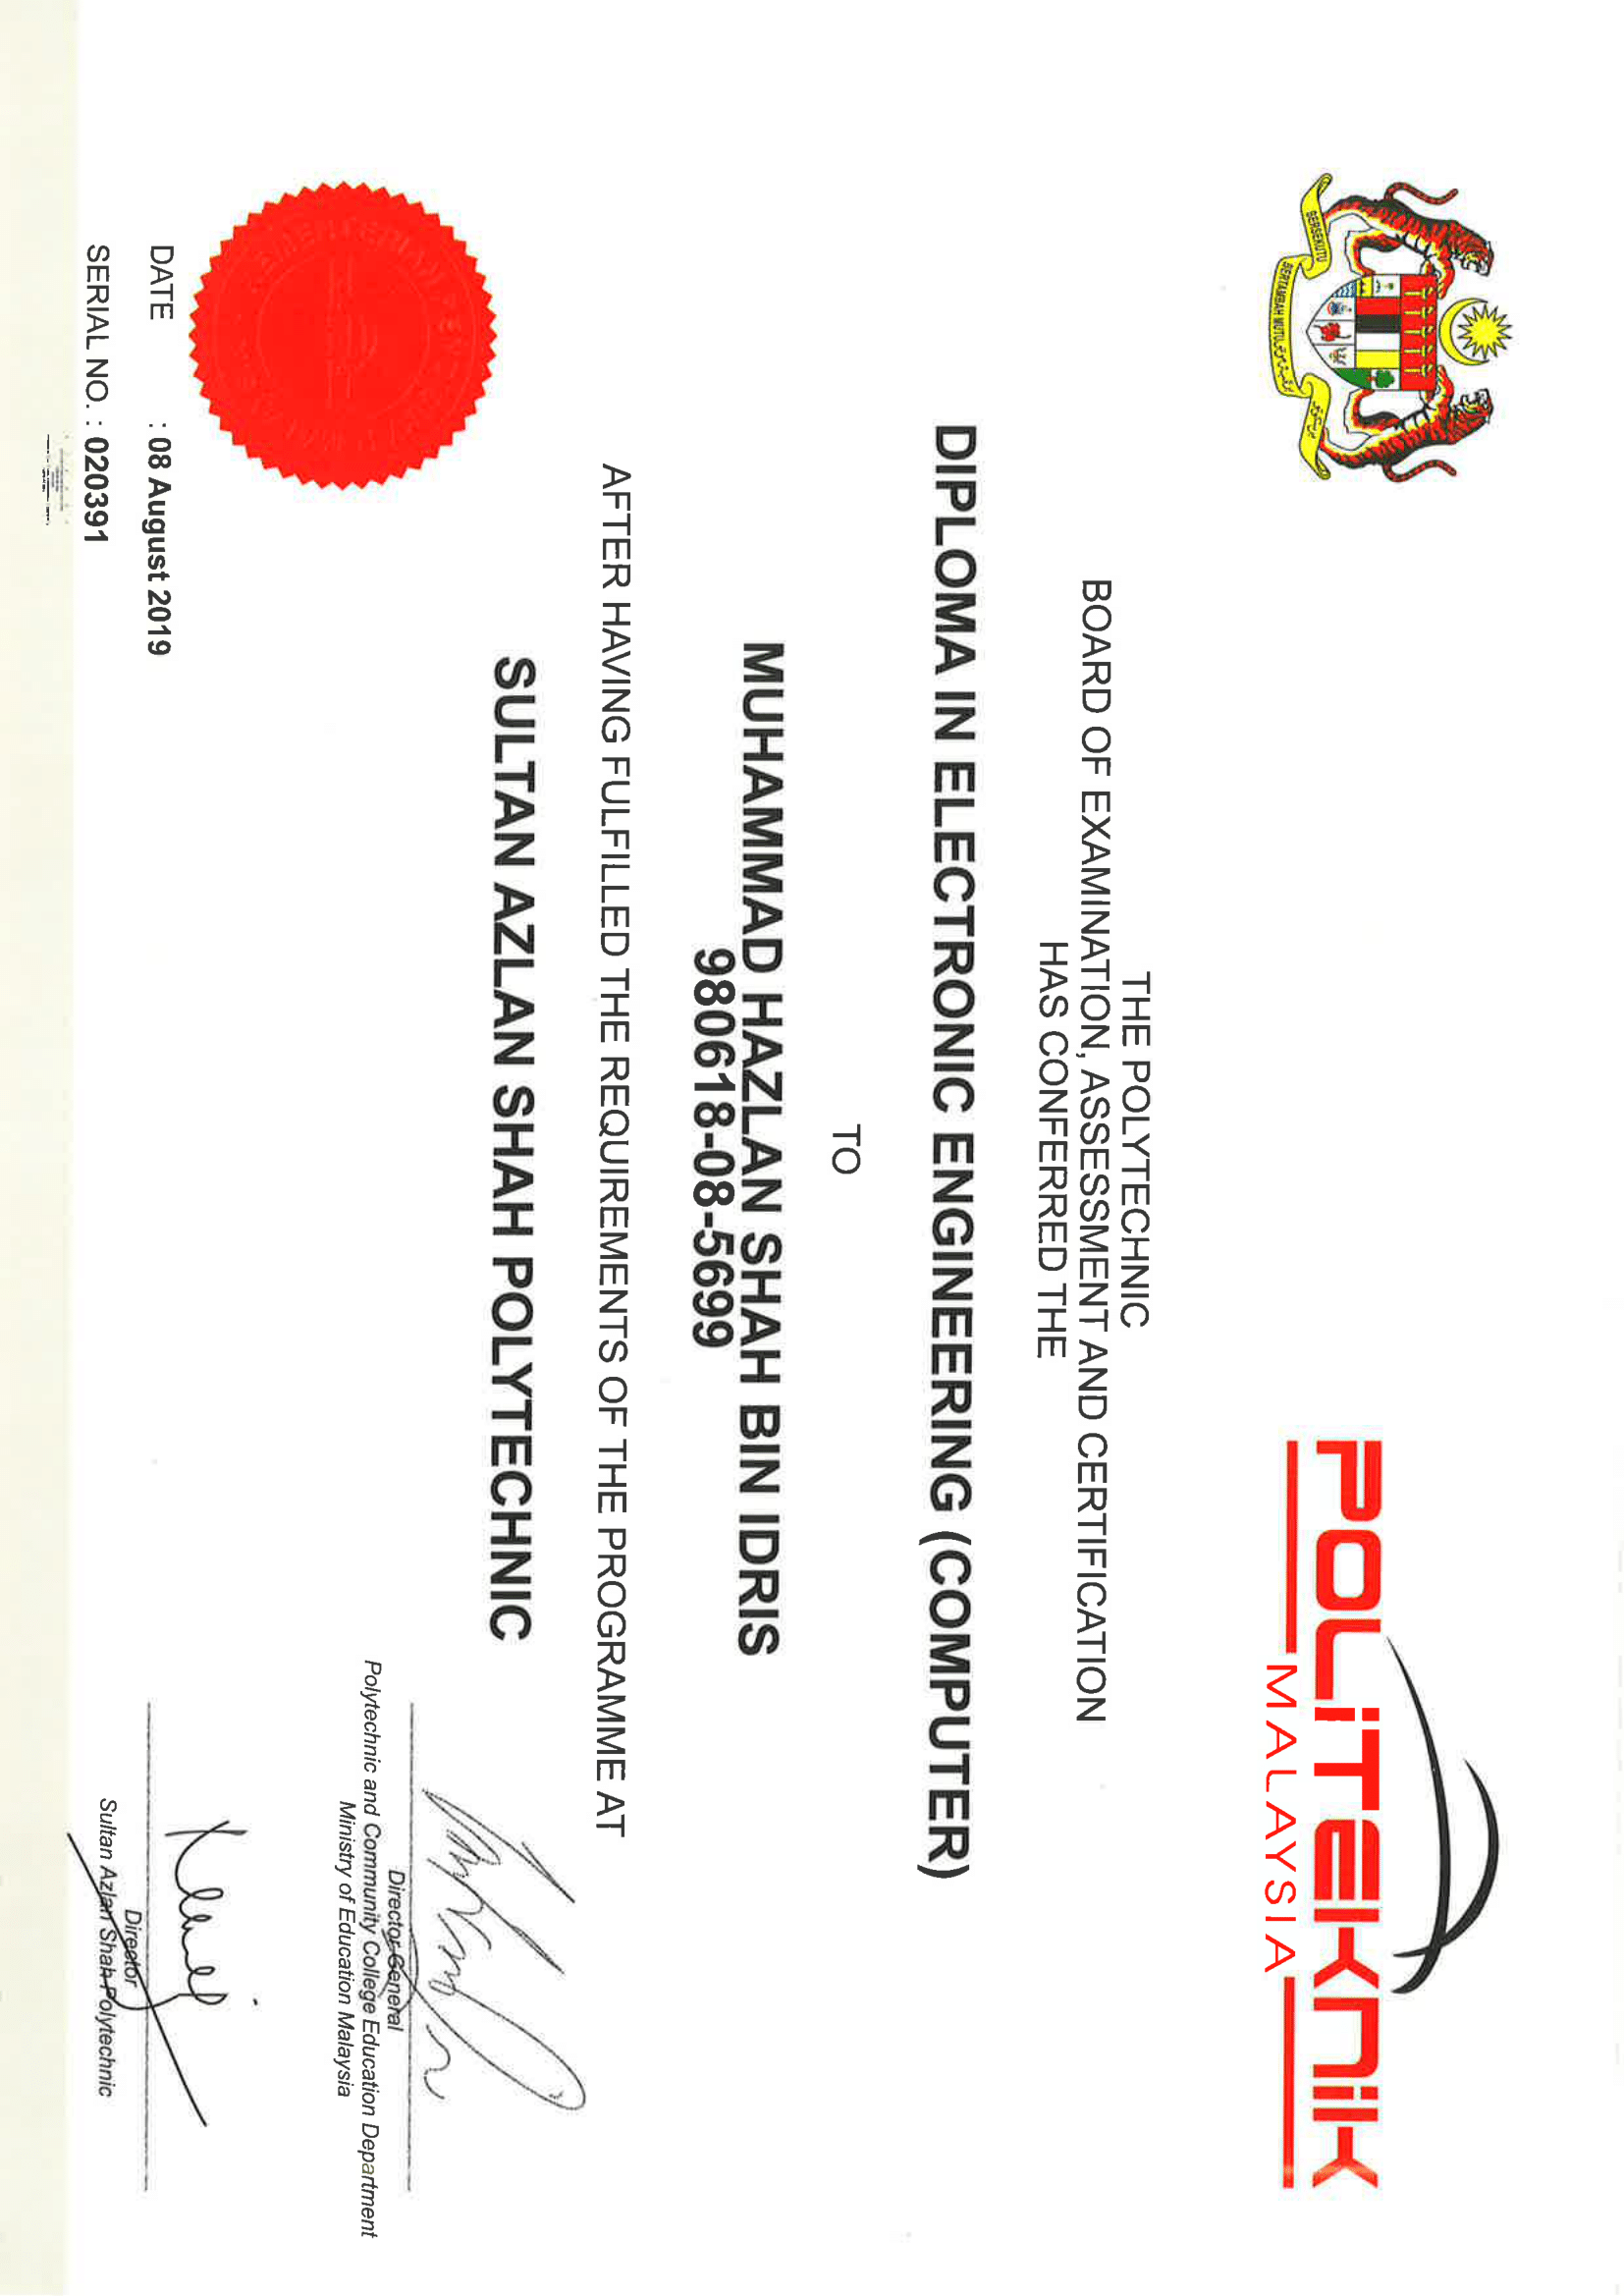 BERSEKUTU BERTAMBAH MUTU
POLITEKNIK
MALAYSIA
THE POLYTECHNIC
BOARD OF EXAMINATION, ASSESSMENT AND CERTIFICATION
HAS CONFERRED THE
DIPLOMA IN ELECTRONIC ENGINEERING (COMPUTER)
TO
MUHAMMAD HAZLAN SHAH BIN IDRIS
980618-08-5699
AFTER HAVING FULFILLED THE REQUIREMENTS OF THE PROGRAMME AT
SULTAN AZLAN SHAH POLYTECHNIC
Director General
Polytechnic and Community College Education Department
Ministry of Education Malaysia
DATE : 08 August 2019
SERIAL NO. : 020391
Director
Sultan Azlan Shah Polytechnic